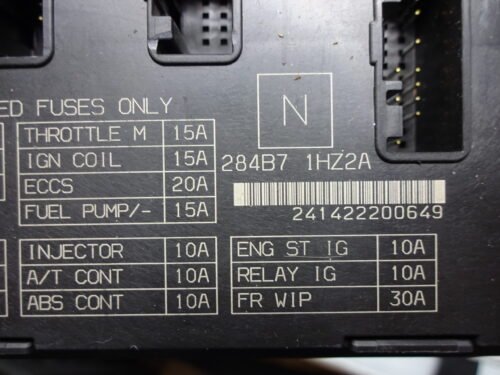 ED FUSES ONLY
N
THROTTLE M 15A
IGN COIL 15A
ECCS 20A
FUEL PUMP/- 15A
284B7 1HZ2A
241422200649
INJECTOR 10A
A/T CONT 10A
ABS CONT 10A
ENG ST IG 10A
RELAY IG 10A
FR WIP 30A